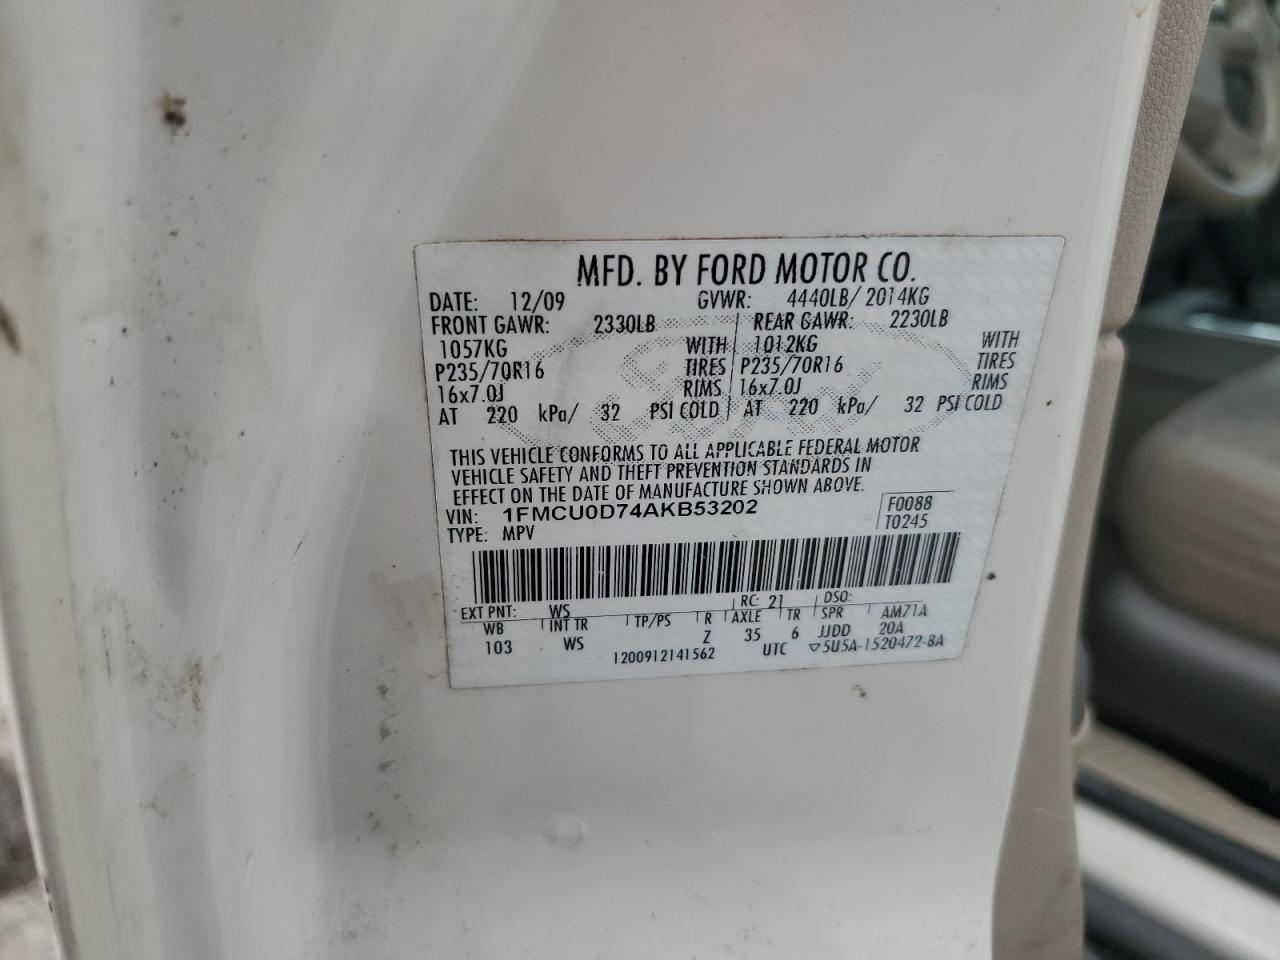 MFD. BY FORD MOTOR CO.
DATE: 12/09 GVWR: 4440LB/ 2014KG
FRONT GAWR: 2330LB REAR GAWR: 2230LB
1057KG WITH 1012KG WITH
P235/70R16 TIRES P235/70R16 TIRES
16x7.0J RIMS 16x7.0J RIMS
AT 220 kPa/ 32 PSI COLD AT 220 kPa/ 32 PSI COLD
THIS VEHICLE CONFORMS TO ALL APPLICABLE FEDERAL MOTOR
VEHICLE SAFETY AND THEFT PREVENTION STANDARDS IN
EFFECT ON THE DATE OF MANUFACTURE SHOWN ABOVE.
VIN: 1FMCU0D74AKB53202 F0088
TYPE: MPV T0245
EXT PNT: WS RC: 21 DSO:
WB INT TR TP/PS R AXLE TR SPR AM71A
103 WS Z 35 6 JJDD 20A
1200912141562 UTC ▽5U5A-1520472-BA